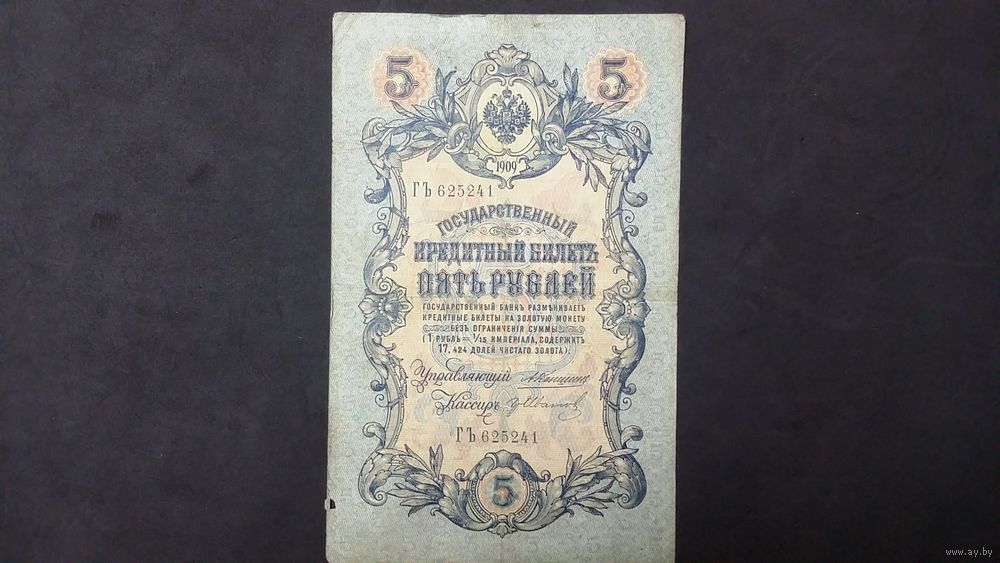 5 5
1909
ГЪ 625241
ГОСУДАРСТВЕННЫЙ
КРЕДИТНЫЙ БИЛЕТЪ
ПЯТЬ РУБЛЕЙ
ГОСУДАРСТВЕННЫЙ БАНКЪ РАЗМѢНИВАЕТЪ
КРЕДИТНЫЕ БИЛЕТЫ НА ЗОЛОТУЮ МОНЕТУ
БЕЗЪ ОГРАНИЧЕНІЯ СУММЫ
(1 РУБЛЬ = 1/15 ИМПЕРІАЛА, СОДЕРЖИТЪ
17,424 ДОЛЕЙ ЧИСТАГО ЗОЛОТА).
Управляющій АКоншинъ
Кассиръ Ивановъ
ГЪ 625241
5
www.ay.by